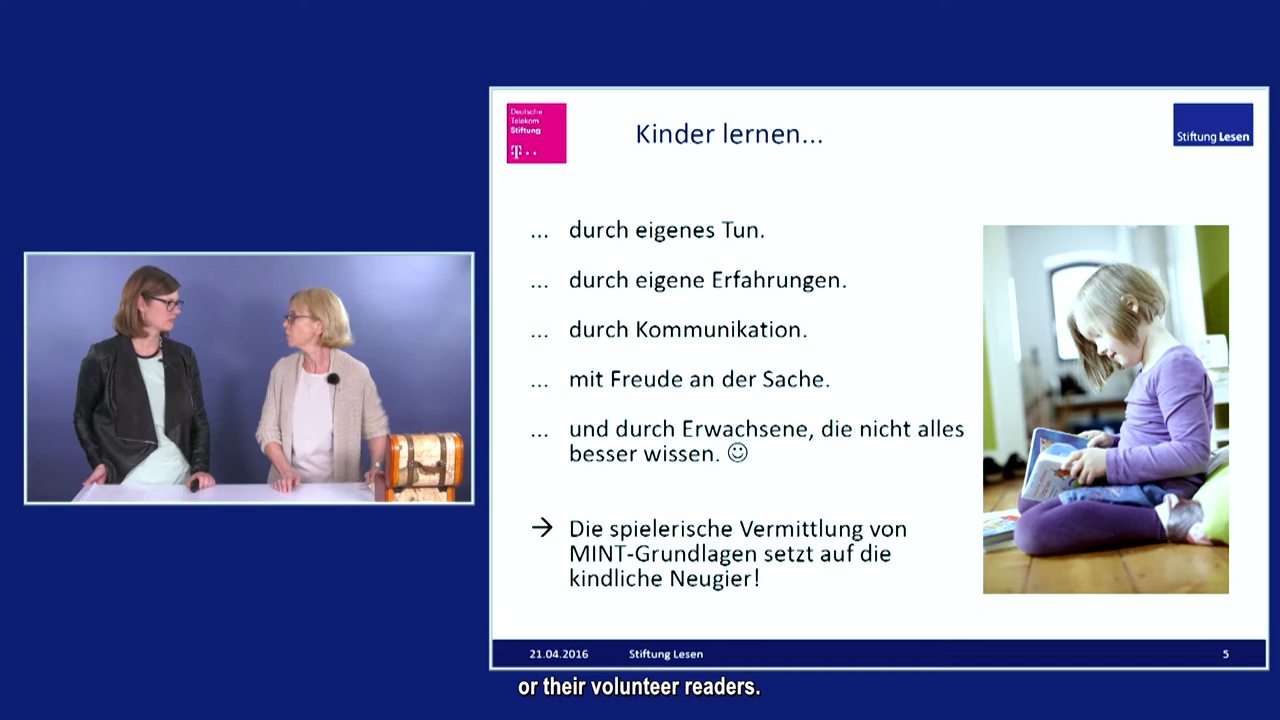 Deutsche
Telekom
Stiftung
T
Kinder lernen...
Stiftung Lesen
... durch eigenes Tun.
... durch eigene Erfahrungen.
... durch Kommunikation.
... mit Freude an der Sache.
... und durch Erwachsene, die nicht alles
besser wissen. ☺
→ Die spielerische Vermittlung von
MINT-Grundlagen setzt auf die
kindliche Neugier!
21.04.2016 Stiftung Lesen 5
or their volunteer readers.